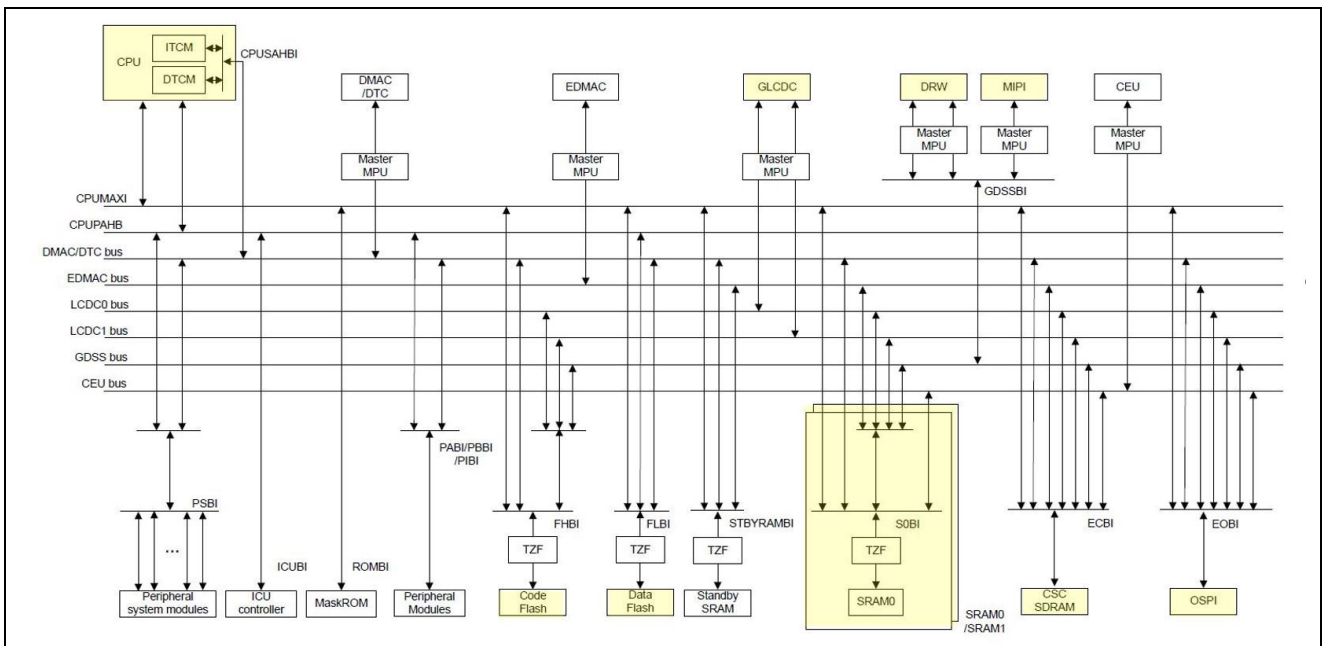 ITCM
CPU
DTCM
CPUSAHBI
DMAC
/DTC
EDMAC
GLCDC
DRW
MIPI
CEU
Master
MPU
Master
MPU
Master
MPU
Master
MPU
Master
MPU
Master
MPU
GDSSBI
CPUMAXI
CPUPAHB
DMAC/DTC bus
EDMAC bus
LCDC0 bus
LCDC1 bus
GDSS bus
CEU bus
PABI/PBBI
/PIBI
PSBI
FHBI
FLBI
STBYRAMBI
S0BI
ECBI
EOBI
...
TZF
TZF
TZF
TZF
ICUBI
ROMBI
Peripheral
system modules
ICU
controller
MaskROM
Peripheral
Modules
Code
Flash
Data
Flash
Standby
SRAM
SRAM0
SRAM0
/SRAM1
CSC
SDRAM
OSPI